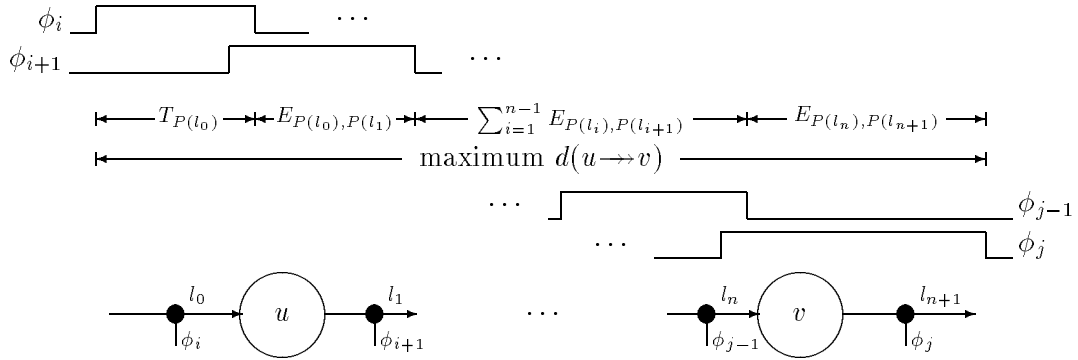 ϕ_i ···
ϕ_{i+1} ···
T_{P(l_0)} E_{P(l_0),P(l_1)} ∑_{i=1}^{n−1} E_{P(l_i),P(l_{i+1})} E_{P(l_n),P(l_{n+1})}
maximum d(u↠v)
··· ϕ_{j−1}
··· ϕ_j
l_0 u l_1 ··· l_n v l_{n+1}
ϕ_i ϕ_{i+1} ϕ_{j−1} ϕ_j